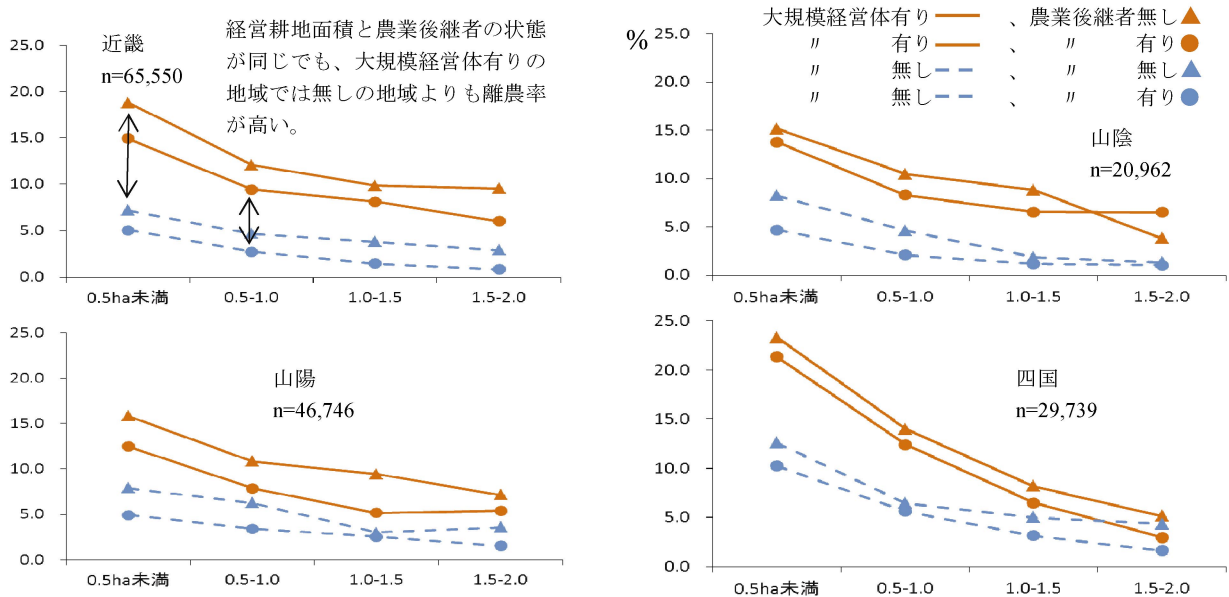 大規模経営体有り 、農業後継者無し
〃 有り 、 〃 有り
〃 無し 、 〃 無し
〃 無し 、 〃 有り
近畿
n=65,550
経営耕地面積と農業後継者の状態
が同じでも、大規模経営体有りの
地域では無しの地域よりも離農率
が高い。
25.0
20.0
15.0
10.0
5.0
0.0
0.5ha未満 0.5-1.0 1.0-1.5 1.5-2.0
%
山陰
n=20,962
25.0
20.0
15.0
10.0
5.0
0.0
0.5ha未満 0.5-1.0 1.0-1.5 1.5-2.0
山陽
n=46,746
25.0
20.0
15.0
10.0
5.0
0.0
0.5ha未満 0.5-1.0 1.0-1.5 1.5-2.0
四国
n=29,739
25.0
20.0
15.0
10.0
5.0
0.0
0.5ha未満 0.5-1.0 1.0-1.5 1.5-2.0